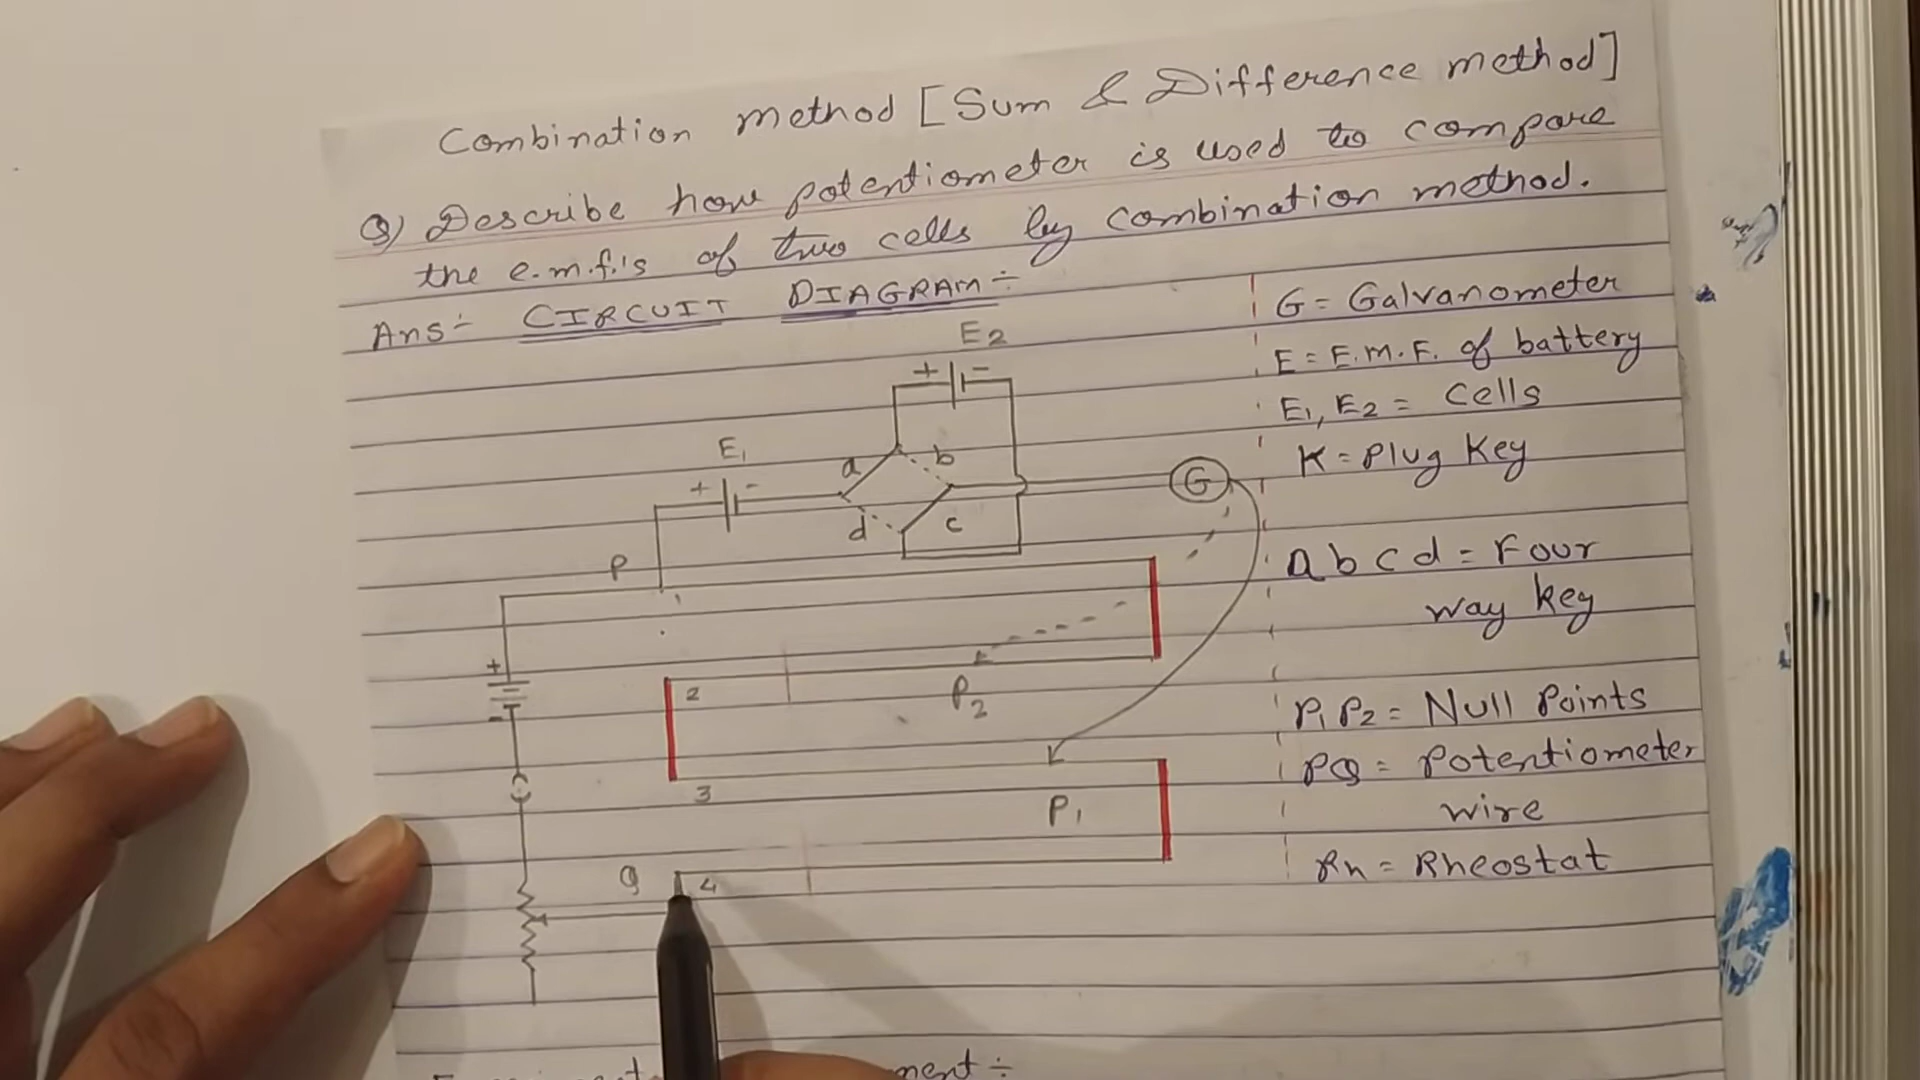 Combination method [Sum & Difference method]
Q) Describe how potentiometer is used to compare
the e.m.f.'s of two cells by combination method.
Ans:- CIRCUIT DIAGRAM÷
E2
+ -
E1
+ -
a b
d c
G
P
1
+
-
2
P2
3
P1
Q 4
G = Galvanometer
E = E.M.F. of battery
E1, E2 = Cells
K = Plug Key
a b c d = Four
way key
P1 P2 = Null Points
PQ = Potentiometer
wire
Rh = Rheostat
ment ÷